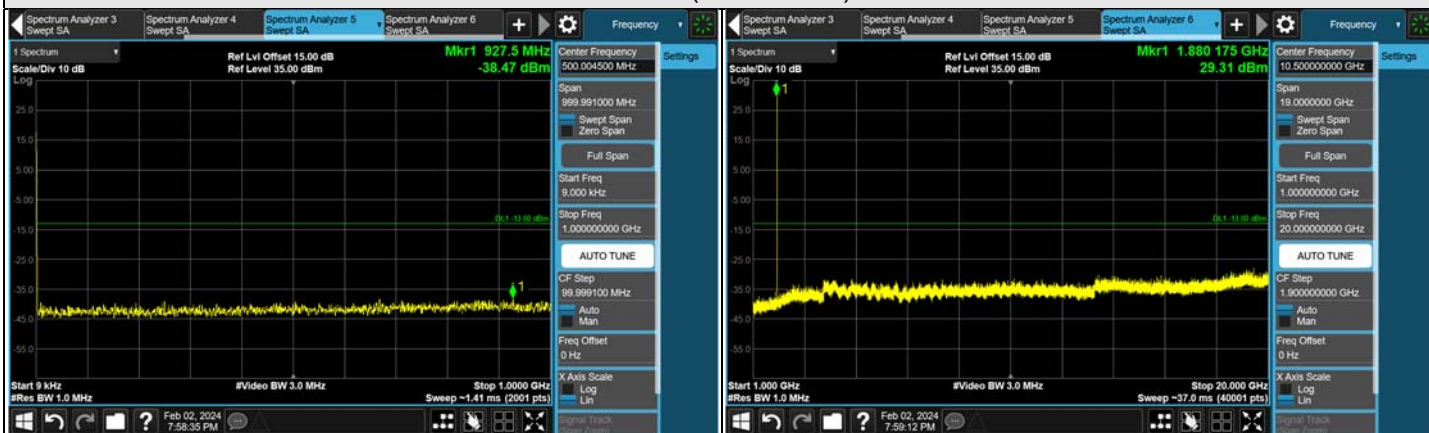 Spectrum Analyzer 3
Swept SA
Spectrum Analyzer 4
Swept SA
Spectrum Analyzer 5
Swept SA
Spectrum Analyzer 6
Swept SA
Frequency
1 Spectrum
Scale/Div 10 dB
Log
Ref Lvl Offset 15.00 dB
Ref Level 35.00 dBm
Mkr1 927.5 MHz
-38.47 dBm
25.0
15.0
5.00
-5.00
-15.0
-25.0
-35.0
-45.0
-55.0
DL1 -13.00 dBm
1
Start 9 kHz
#Res BW 1.0 MHz
#Video BW 3.0 MHz
Stop 1.0000 GHz
Sweep ~1.41 ms (2001 pts)
Center Frequency
500.004500 MHz
Settings
Span
999.991000 MHz
Swept Span
Zero Span
Full Span
Start Freq
9.000 kHz
Stop Freq
1.000000000 GHz
AUTO TUNE
CF Step
99.999100 MHz
Auto
Man
Freq Offset
0 Hz
X Axis Scale
Log
Lin
Signal Track
Feb 02, 2024
7:58:35 PM
Spectrum Analyzer 3
Swept SA
Spectrum Analyzer 4
Swept SA
Spectrum Analyzer 5
Swept SA
Spectrum Analyzer 6
Swept SA
Frequency
1 Spectrum
Scale/Div 10 dB
Log
Ref Lvl Offset 15.00 dB
Ref Level 35.00 dBm
Mkr1 1.880 175 GHz
29.31 dBm
1
25.0
15.0
5.00
-5.00
-15.0
-25.0
-35.0
-45.0
-55.0
DL1 -13.00 dBm
Start 1.000 GHz
#Res BW 1.0 MHz
#Video BW 3.0 MHz
Stop 20.000 GHz
Sweep ~37.0 ms (40001 pts)
Center Frequency
10.500000000 GHz
Settings
Span
19.0000000 GHz
Swept Span
Zero Span
Full Span
Start Freq
1.000000000 GHz
Stop Freq
20.000000000 GHz
AUTO TUNE
CF Step
1.900000000 GHz
Auto
Man
Freq Offset
0 Hz
X Axis Scale
Log
Lin
Signal Track
Feb 02, 2024
7:59:12 PM